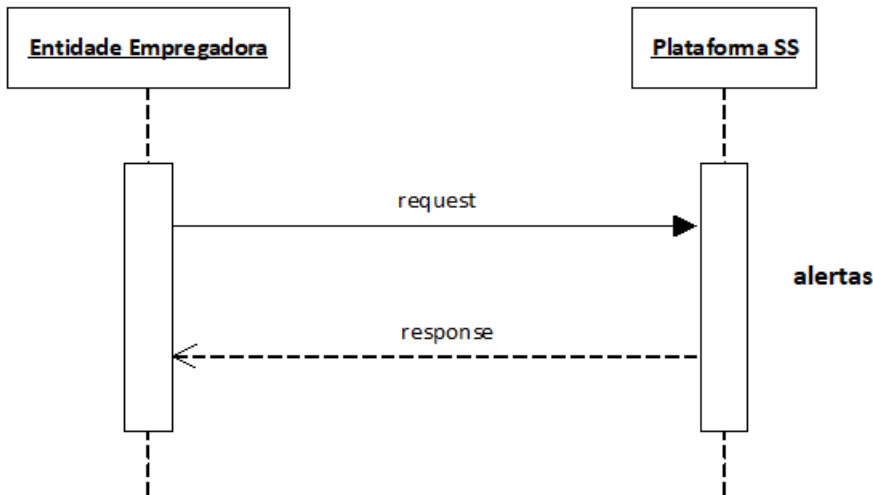 Entidade Empregadora
Plataforma SS
request
alertas
response